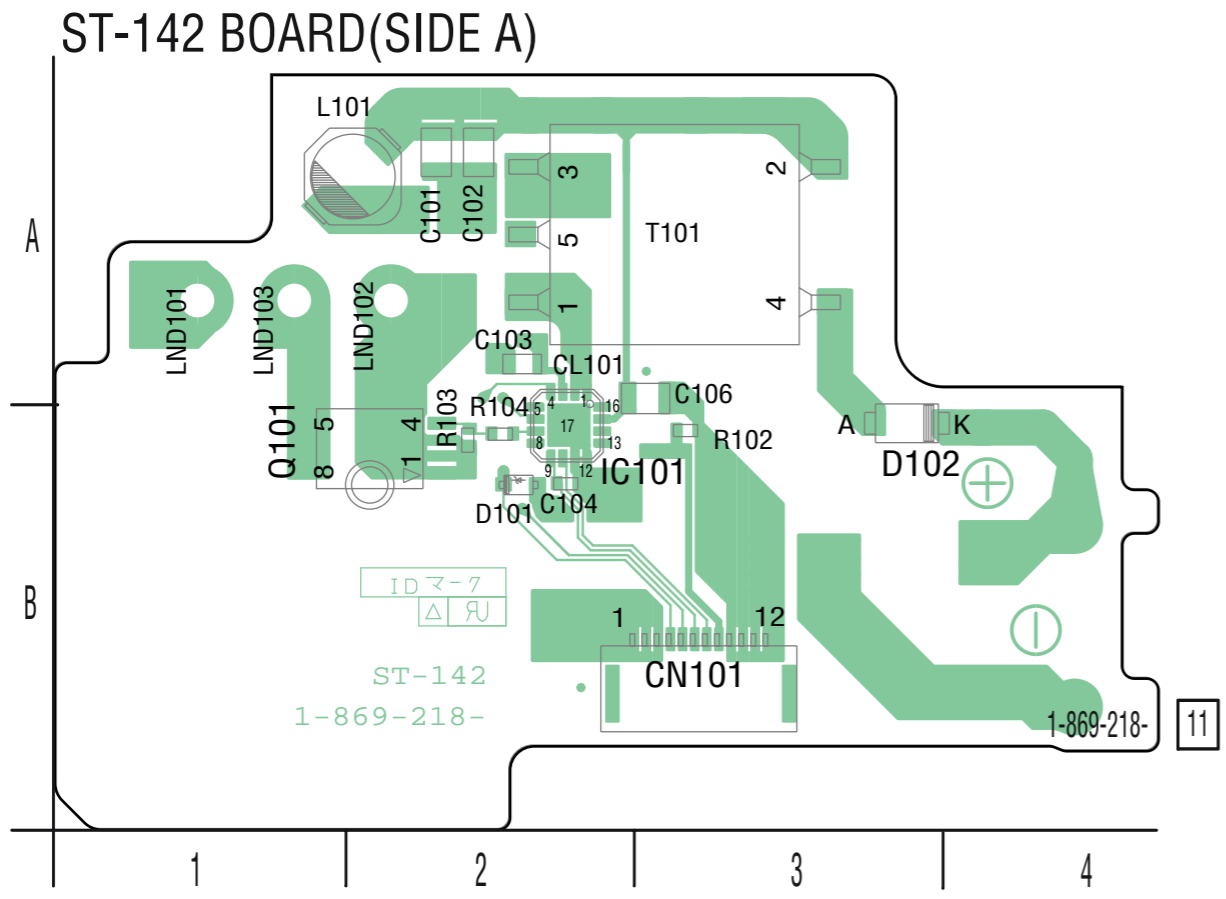 ST-142 BOARD(SIDE A)
L101
C101
C102
3
2
A
5
T101
1
4
LND101
LND103
LND102
C103
CL101
C106
4
1
5
16
17
8
13
9
12
Q101
5
4
8
▽1
R103
R104
R102
A
K
D102
IC101
D101
C104
+
−
B
IDマーク
△
1
12
CN101
ST-142
1-869-218-
1-869-218-
11
1
2
3
4